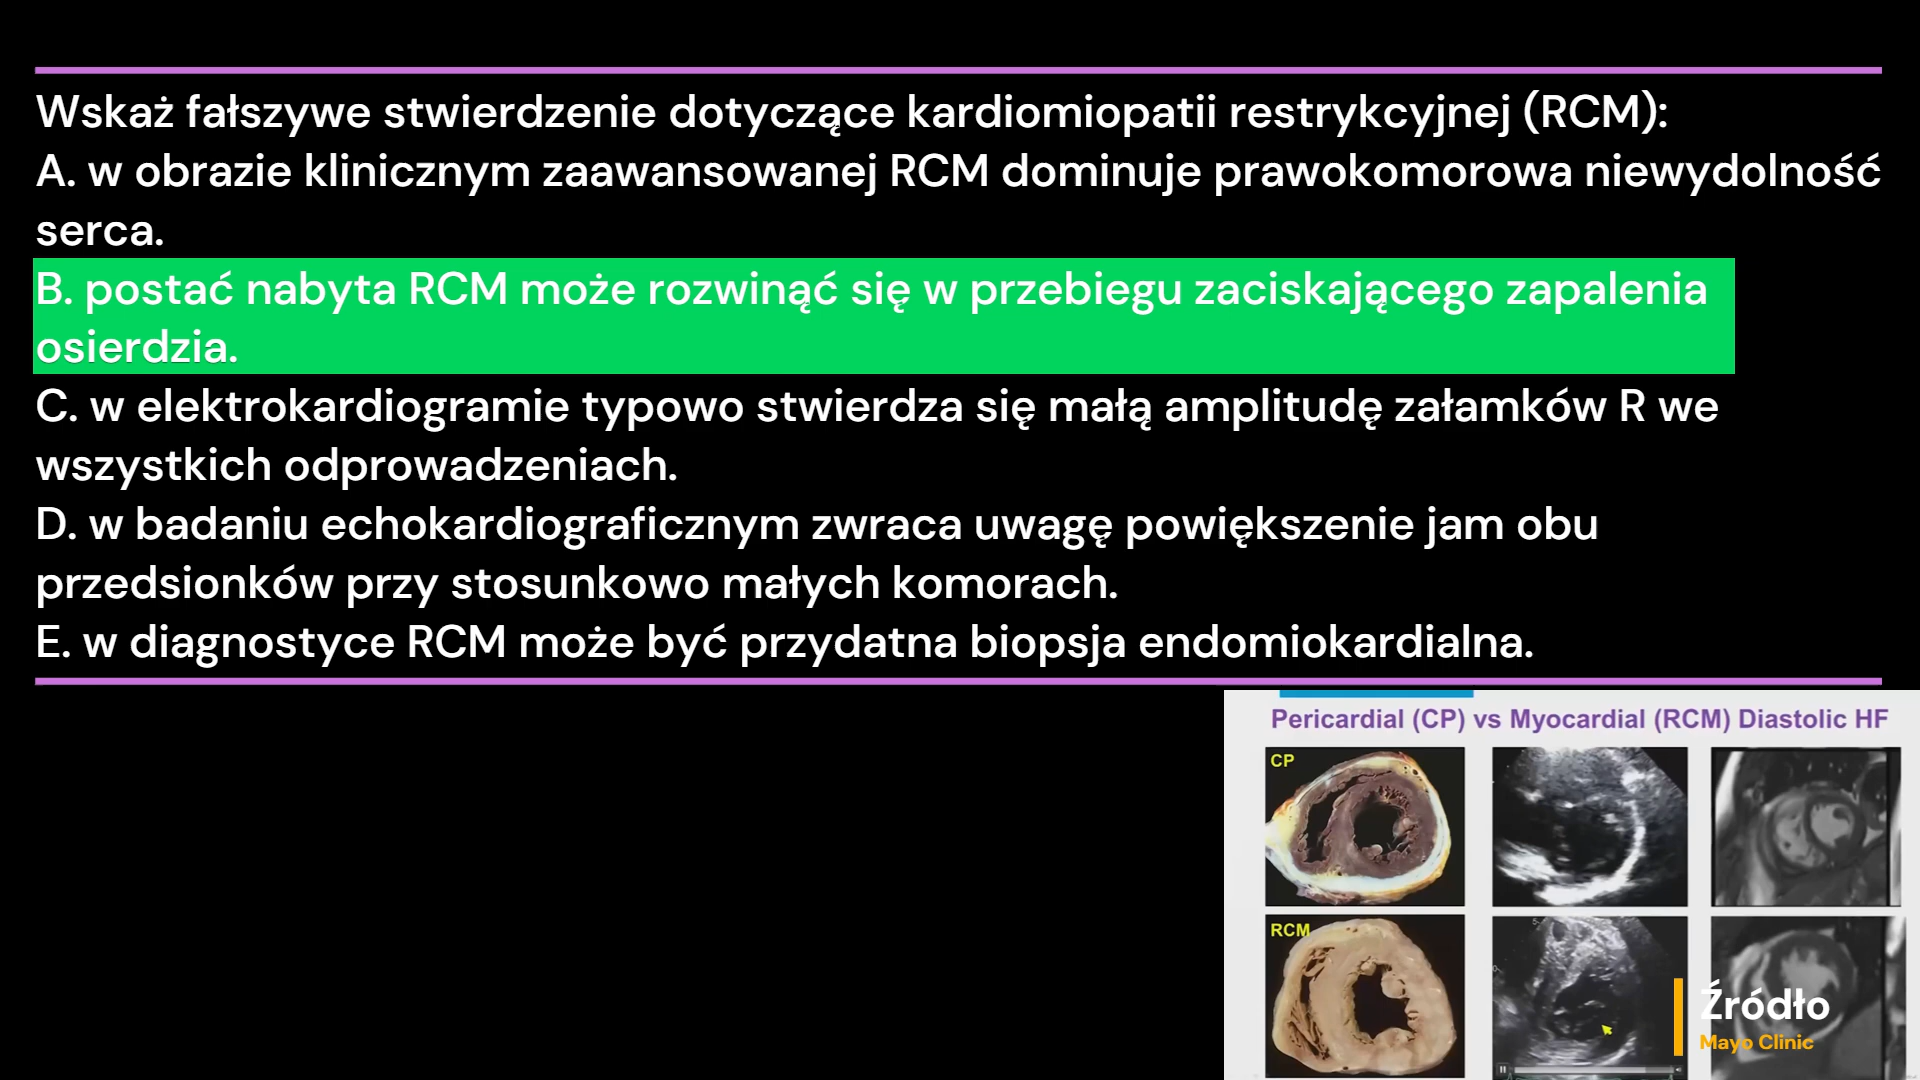 Wskaż fałszywe stwierdzenie dotyczące kardiomiopatii restrykcyjnej (RCM):
A. w obrazie klinicznym zaawansowanej RCM dominuje prawokomorowa niewydolność
serca.
B. postać nabyta RCM może rozwinąć się w przebiegu zaciskającego zapalenia
osierdzia.
C. w elektrokardiogramie typowo stwierdza się małą amplitudę załamków R we
wszystkich odprowadzeniach.
D. w badaniu echokardiograficznym zwraca uwagę powiększenie jam obu
przedsionków przy stosunkowo małych komorach.
E. w diagnostyce RCM może być przydatna biopsja endomiokardialna.
Pericardial (CP) vs Myocardial (RCM) Diastolic HF
CP
RCM
Źródło
Mayo Clinic